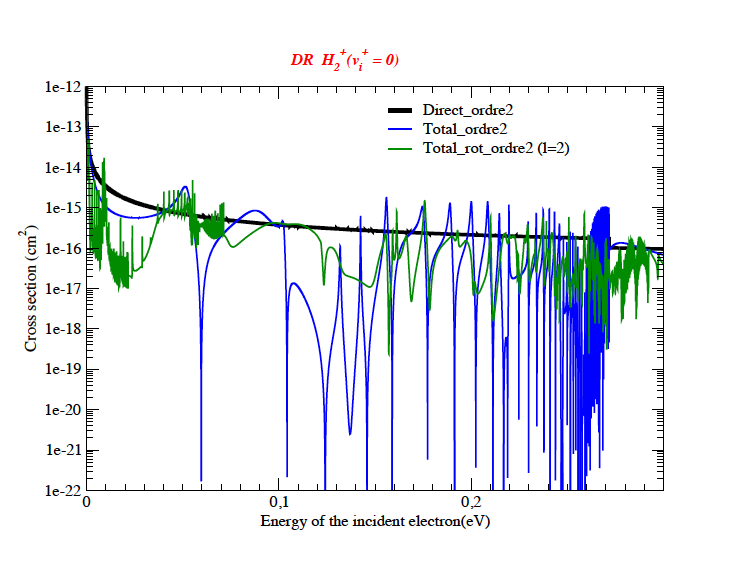 DR H2+(vi+ = 0)
1e-12
1e-13
1e-14
1e-15
1e-16
1e-17
1e-18
1e-19
1e-20
1e-21
1e-22
Cross section (cm2)
Direct_ordre2
Total_ordre2
Total_rot_ordre2 (l=2)
0
0,1
0,2
Energy of the incident electron(eV)